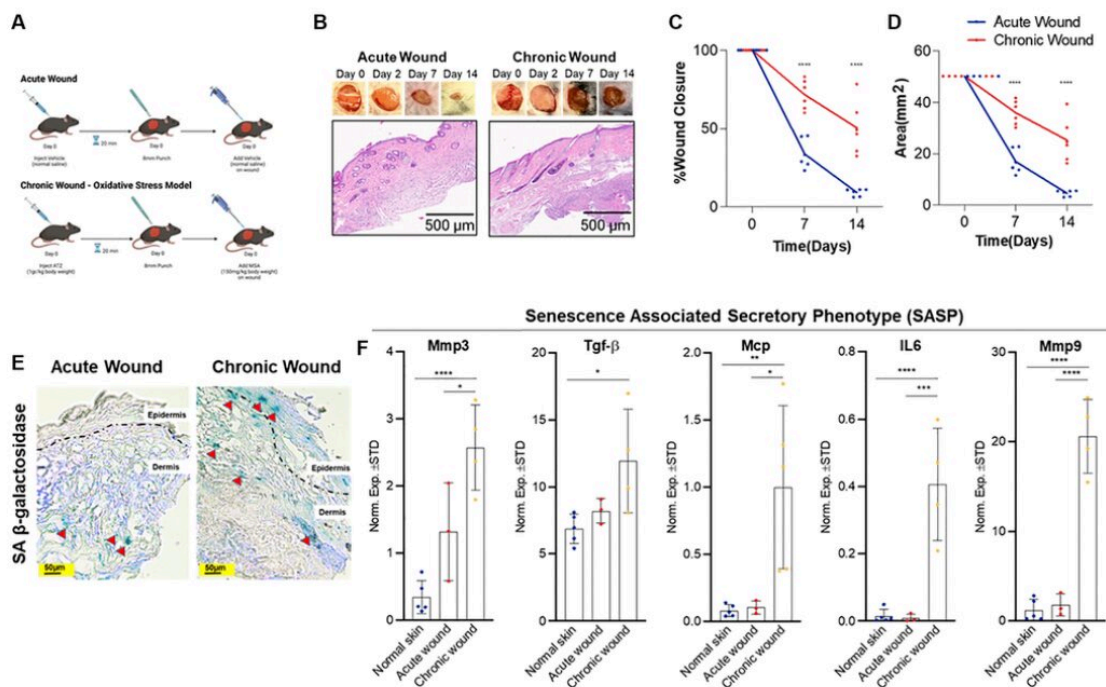 A
Acute Wound
Day 0
Inject Vehicle
(normal saline)
20 min
Day 0
8mm Punch
Day 0
Add Vehicle
(normal saline)
on wound
Chronic Wound - Oxidative Stress Model
Day 0
Inject ATZ
(1gr/kg body weight)
20 min
Day 0
8mm Punch
Day 0
Add MSA
(150mg/kg body weight)
on wound
B
Acute Wound
Day 0 Day 2 Day 7 Day 14
500 µm
Chronic Wound
Day 0 Day 2 Day 7 Day 14
500 µm
C
%Wound Closure
100
50
0
****
****
0 7 14
Time(Days)
D
Acute Wound
Chronic Wound
Area(mm²)
60
40
20
0
****
****
0 7 14
Time(Days)
E
SA β-galactosidase
Acute Wound
Epidermis
Dermis
50µm
Chronic Wound
Epidermis
Dermis
50µm
Senescence Associated Secretory Phenotype (SASP)
F
Mmp3
Norm. Exp. ±STD
4
3
2
1
0
****
*
Normal skin
Acute wound
Chronic wound
Tgf-β
Norm. Exp. ±STD
20
15
10
5
0
*
Normal skin
Acute wound
Chronic wound
Mcp
Norm. Exp. ±STD
2.0
1.5
1.0
0.5
0.0
**
*
Normal skin
Acute wound
Chronic wound
IL6
Norm. Exp. ±STD
0.8
0.6
0.4
0.2
0.0
****
***
Normal skin
Acute wound
Chronic wound
Mmp9
Norm. Exp. ±STD
30
20
10
0
****
****
Normal skin
Acute wound
Chronic wound